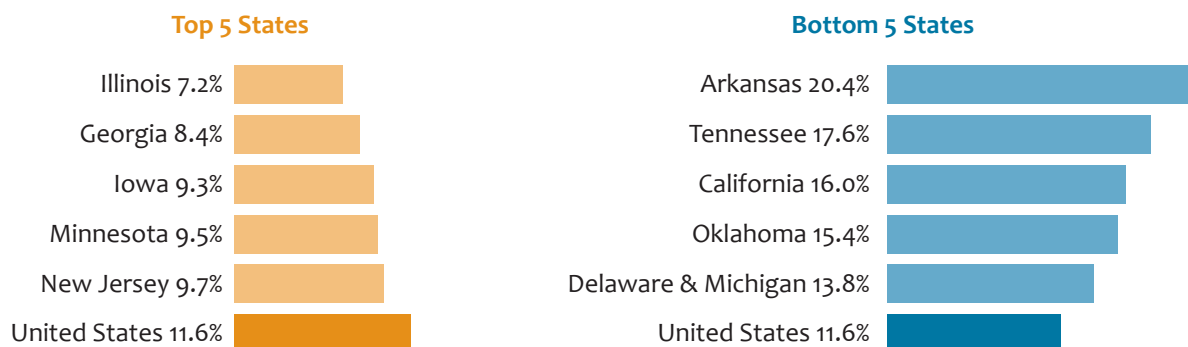 Top 5 States
Illinois 7.2%
Georgia 8.4%
Iowa 9.3%
Minnesota 9.5%
New Jersey 9.7%
United States 11.6%
Bottom 5 States
Arkansas 20.4%
Tennessee 17.6%
California 16.0%
Oklahoma 15.4%
Delaware & Michigan 13.8%
United States 11.6%